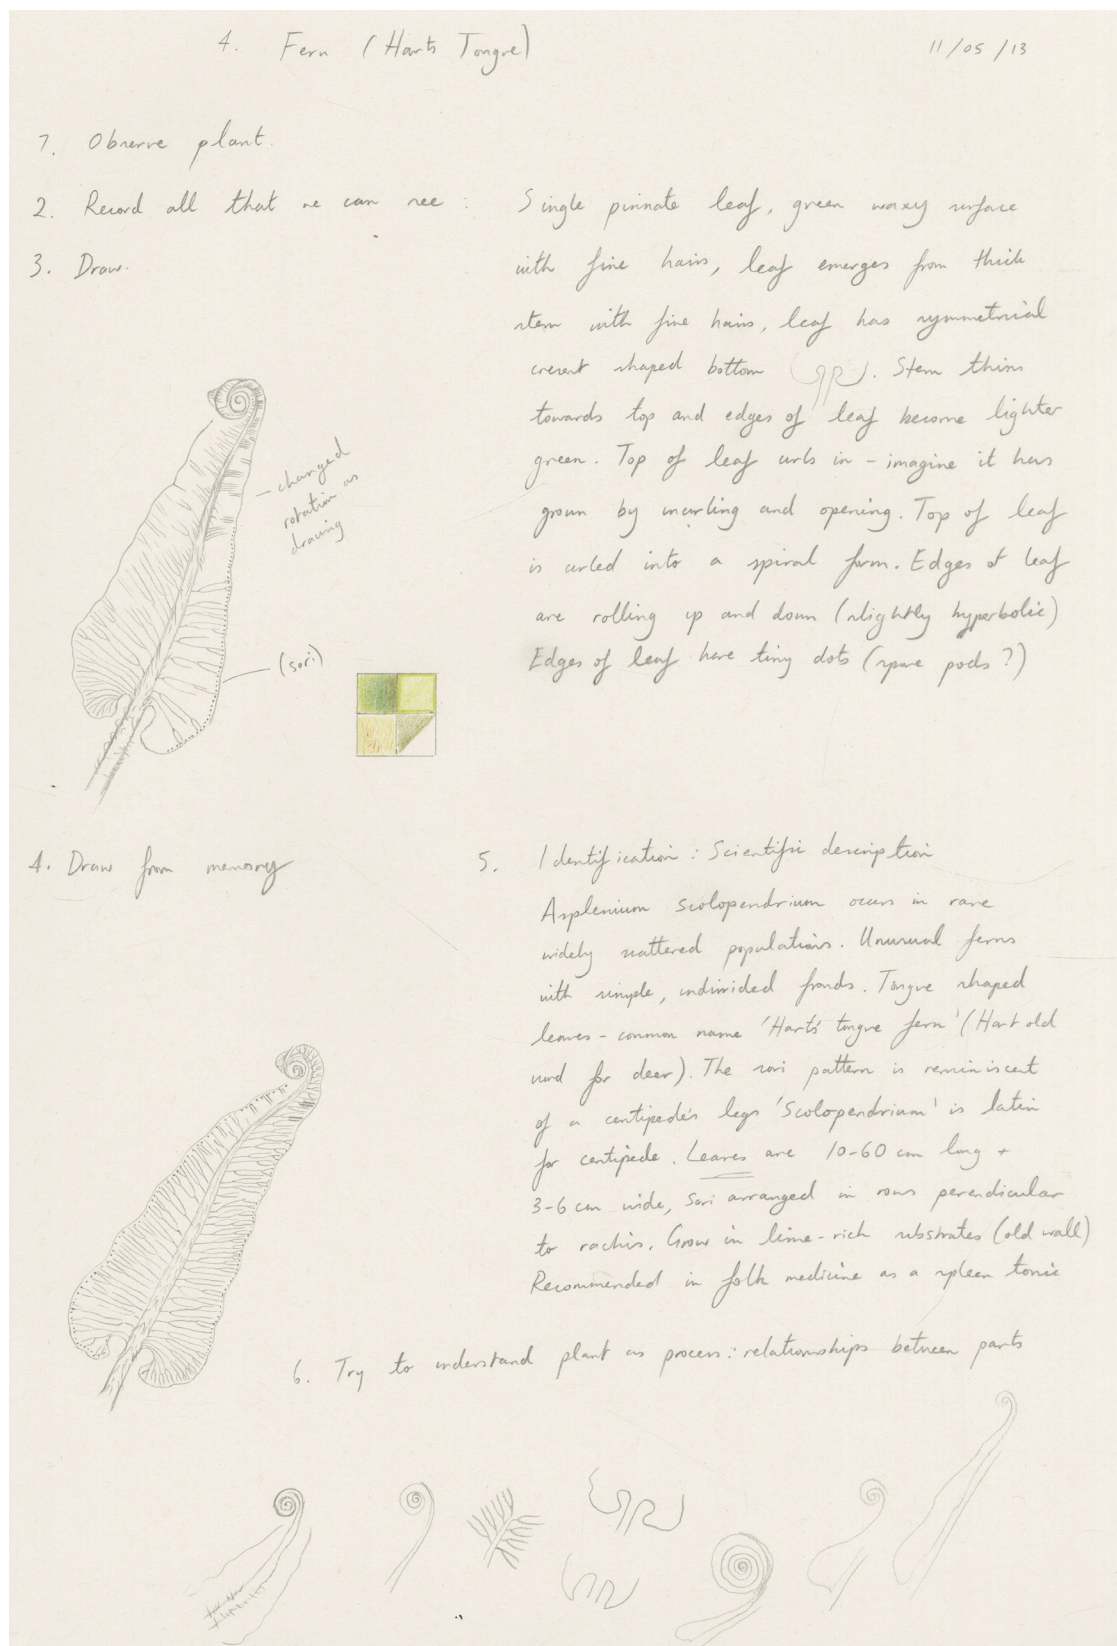 4. Fern (Harts Tongue)
11/05/13
1. Observe plant.
2. Record all that we can see :
3. Draw.
Single pinnate leaf, green waxy surface
with fine hairs, leaf emerges from thick
stem with fine hairs, leaf has symmetrical
cresent shaped bottom . Stem thins
towards top and edges of leaf become lighter
green. Top of leaf curls in - imagine it has
grown by uncurling and opening. Top of leaf
is curled into a spiral form. Edges of leaf
are rolling up and down (slightly hyperbolic)
Edges of leaf have tiny dots (spore pods ?)
changed
rotation as
drawing
(sori)
4. Draw from memory
5. Identification : Scientific description
Asplenium scolopendrium occurs in rare
widely scattered populations. Unusual ferns
with simple, undivided fronds. Tongue shaped
leaves - common name 'Harts' tongue fern' (Hart old
word for deer). The sori pattern is reminiscent
of a centipede's legs 'Scolopendrium' is latin
for centipede. Leaves are 10-60 cm long +
3-6 cm wide, Sori arranged in rows perendicular
to rachis. Grow in lime-rich substrates (old wall)
Recommended in folk medicine as a spleen tonic
6. Try to understand plant as process : relationships between parts